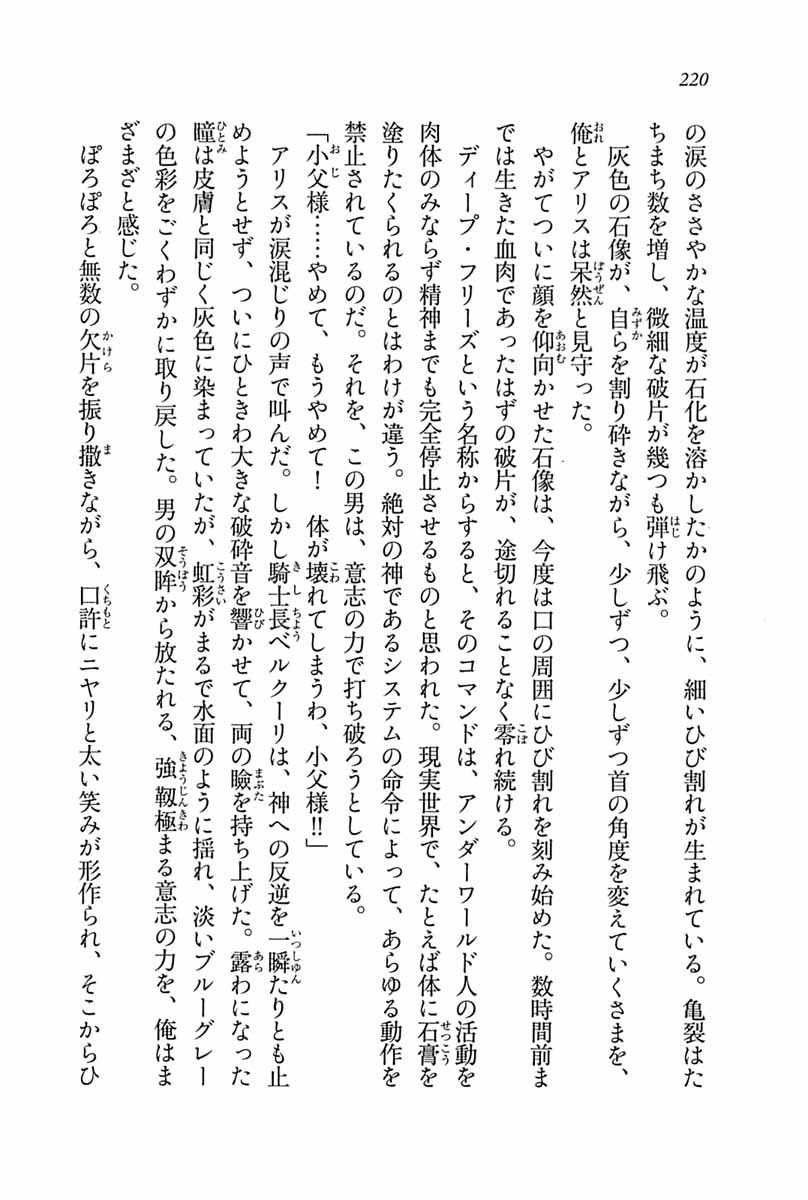 220
の涙のささやかな温度が石化を溶かしたかのように、細いひび割れが生まれている。亀裂はた
ちまち数を増し、微細な破片が幾つも弾け飛ぶ。
灰色の石像が、自らを割り砕きながら、少しずつ、少しずつ首の角度を変えていくさまを、
俺とアリスは呆然と見守った。
やがてついに顔を仰向かせた石像は、今度は口の周囲にひび割れを刻み始めた。数時間前ま
では生きた血肉であったはずの破片が、途切れることなく零れ続ける。
ディープ・フリーズという名称からすると、そのコマンドは、アンダーワールド人の活動を
肉体のみならず精神までも完全停止させるものと思われた。現実世界で、たとえば体に石膏を
塗りたくられるのとはわけが違う。絶対の神であるシステムの命令によって、あらゆる動作を
禁止されているのだ。それを、この男は、意志の力で打ち破ろうとしている。
「小父様……やめて、もうやめて！　体が壊れてしまうわ、小父様‼」
アリスが涙混じりの声で叫んだ。しかし騎士長ベルクーリは、神への反逆を一瞬たりとも止
めようとせず、ついにひときわ大きな破砕音を響かせて、両の瞼を持ち上げた。露わになった
瞳は皮膚と同じく灰色に染まっていたが、虹彩がまるで水面のように揺れ、淡いブルーグレー
の色彩をごくわずかに取り戻した。男の双眸から放たれる、強靱極まる意志の力を、俺はま
ざまざと感じた。
ぽろぽろと無数の欠片を振り撒きながら、口許にニヤリと太い笑みが形作られ、そこからひ